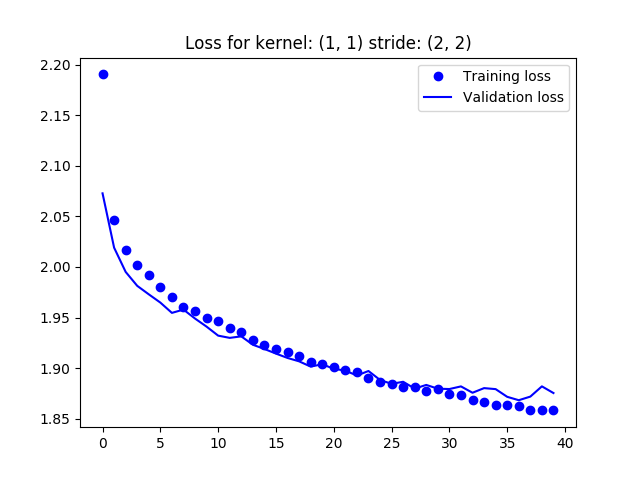 Loss for kernel: (1, 1) stride: (2, 2)
2.20
2.15
2.10
2.05
2.00
1.95
1.90
1.85
Training loss
Validation loss
0 5 10 15 20 25 30 35 40